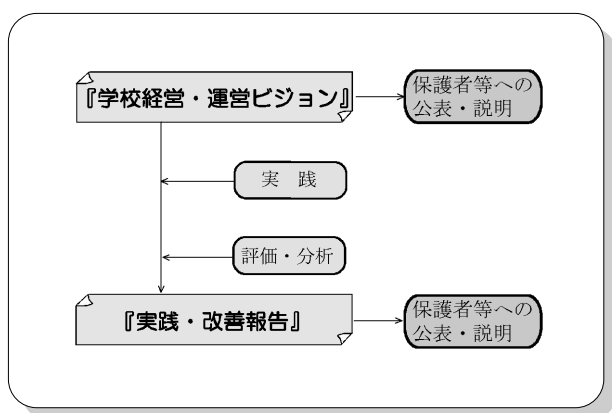 『学校経営・運営ビジョン』
保護者等への
公表・説明
実　践
評価・分析
『実践・改善報告』
保護者等への
公表・説明